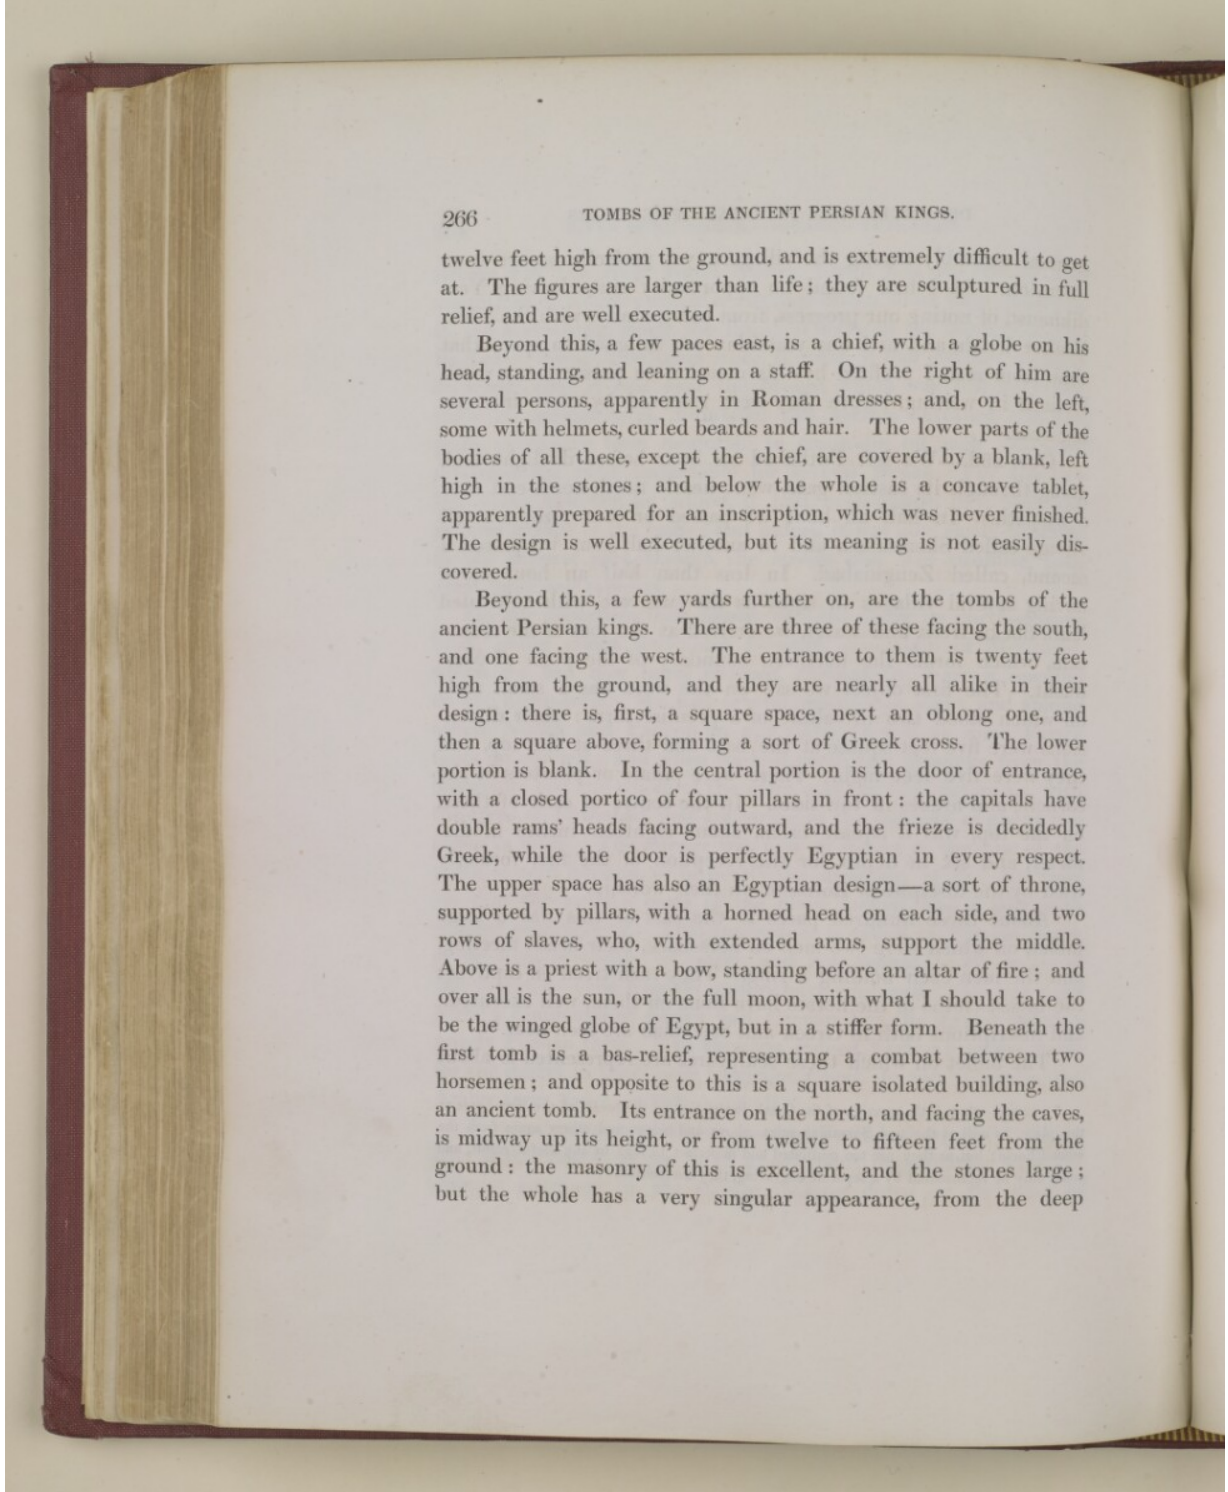 266 TOMBS OF THE ANCIENT PERSIAN KINGS.
twelve feet high from the ground, and is extremely difficult to get
at. The figures are larger than life; they are sculptured in full
relief, and are well executed.
Beyond this, a few paces east, is a chief, with a globe on his
head, standing, and leaning on a staff. On the right of him are
several persons, apparently in Roman dresses; and, on the left,
some with helmets, curled beards and hair. The lower parts of the
bodies of all these, except the chief, are covered by a blank, left
high in the stones; and below the whole is a concave tablet,
apparently prepared for an inscription, which was never finished.
The design is well executed, but its meaning is not easily dis-
covered.
Beyond this, a few yards further on, are the tombs of the
ancient Persian kings. There are three of these facing the south,
and one facing the west. The entrance to them is twenty feet
high from the ground, and they are nearly all alike in their
design: there is, first, a square space, next an oblong one, and
then a square above, forming a sort of Greek cross. The lower
portion is blank. In the central portion is the door of entrance,
with a closed portico of four pillars in front: the capitals have
double rams' heads facing outward, and the frieze is decidedly
Greek, while the door is perfectly Egyptian in every respect.
The upper space has also an Egyptian design—a sort of throne,
supported by pillars, with a horned head on each side, and two
rows of slaves, who, with extended arms, support the middle.
Above is a priest with a bow, standing before an altar of fire; and
over all is the sun, or the full moon, with what I should take to
be the winged globe of Egypt, but in a stiffer form. Beneath the
first tomb is a bas-relief, representing a combat between two
horsemen; and opposite to this is a square isolated building, also
an ancient tomb. Its entrance on the north, and facing the caves,
is midway up its height, or from twelve to fifteen feet from the
ground: the masonry of this is excellent, and the stones large;
but the whole has a very singular appearance, from the deep